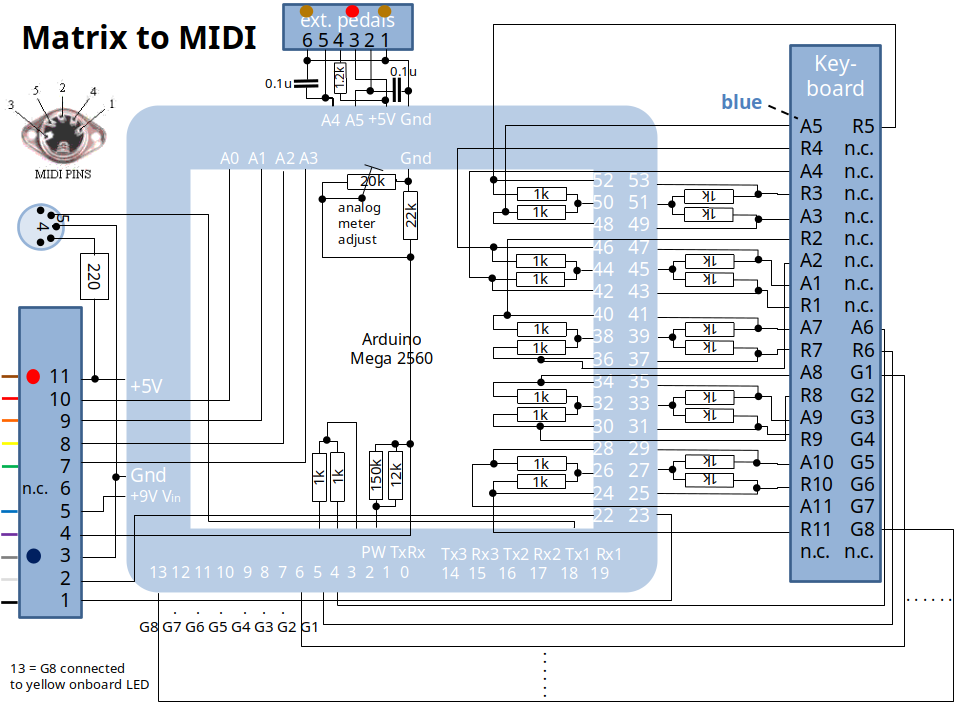 Matrix to MIDI
ext. pedals
6 5 4 3 2 1
0.1u
1.2k
0.1u
A4 A5 +5V Gnd
5 2 4
3 1
MIDI PINS
A0 A1 A2 A3
Gnd
20k
analog
meter
adjust
22k
5
4
220
Arduino
Mega 2560
+5V
Gnd
+9V Vin
11
10
9
8
7
n.c. 6
5
4
3
2
1
1k
1k
150k
12k
PW TxRx
Tx3 Rx3 Tx2 Rx2 Tx1 Rx1
13 12 11 10 9 8 7 6 5 4 3 2 1 0
14 15 16 17 18 19
G8 G7 G6 G5 G4 G3 G2 G1
13 = G8 connected
to yellow onboard LED
52 53
1k 1k
50 51
1k 1k
48 49
46 47
1k 1k
44 45
1k 1k
42 43
40 41
1k 1k
38 39
1k 1k
36 37
34 35
1k 1k
32 33
1k 1k
30 31
28 29
1k 1k
26 27
1k 1k
24 25
22 23
blue
Key-
board
A5 R5
R4 n.c.
A4 n.c.
R3 n.c.
A3 n.c.
R2 n.c.
A2 n.c.
A1 n.c.
R1 n.c.
A7 A6
R7 R6
A8 G1
R8 G2
A9 G3
R9 G4
A10 G5
R10 G6
A11 G7
R11 G8
n.c. n.c.